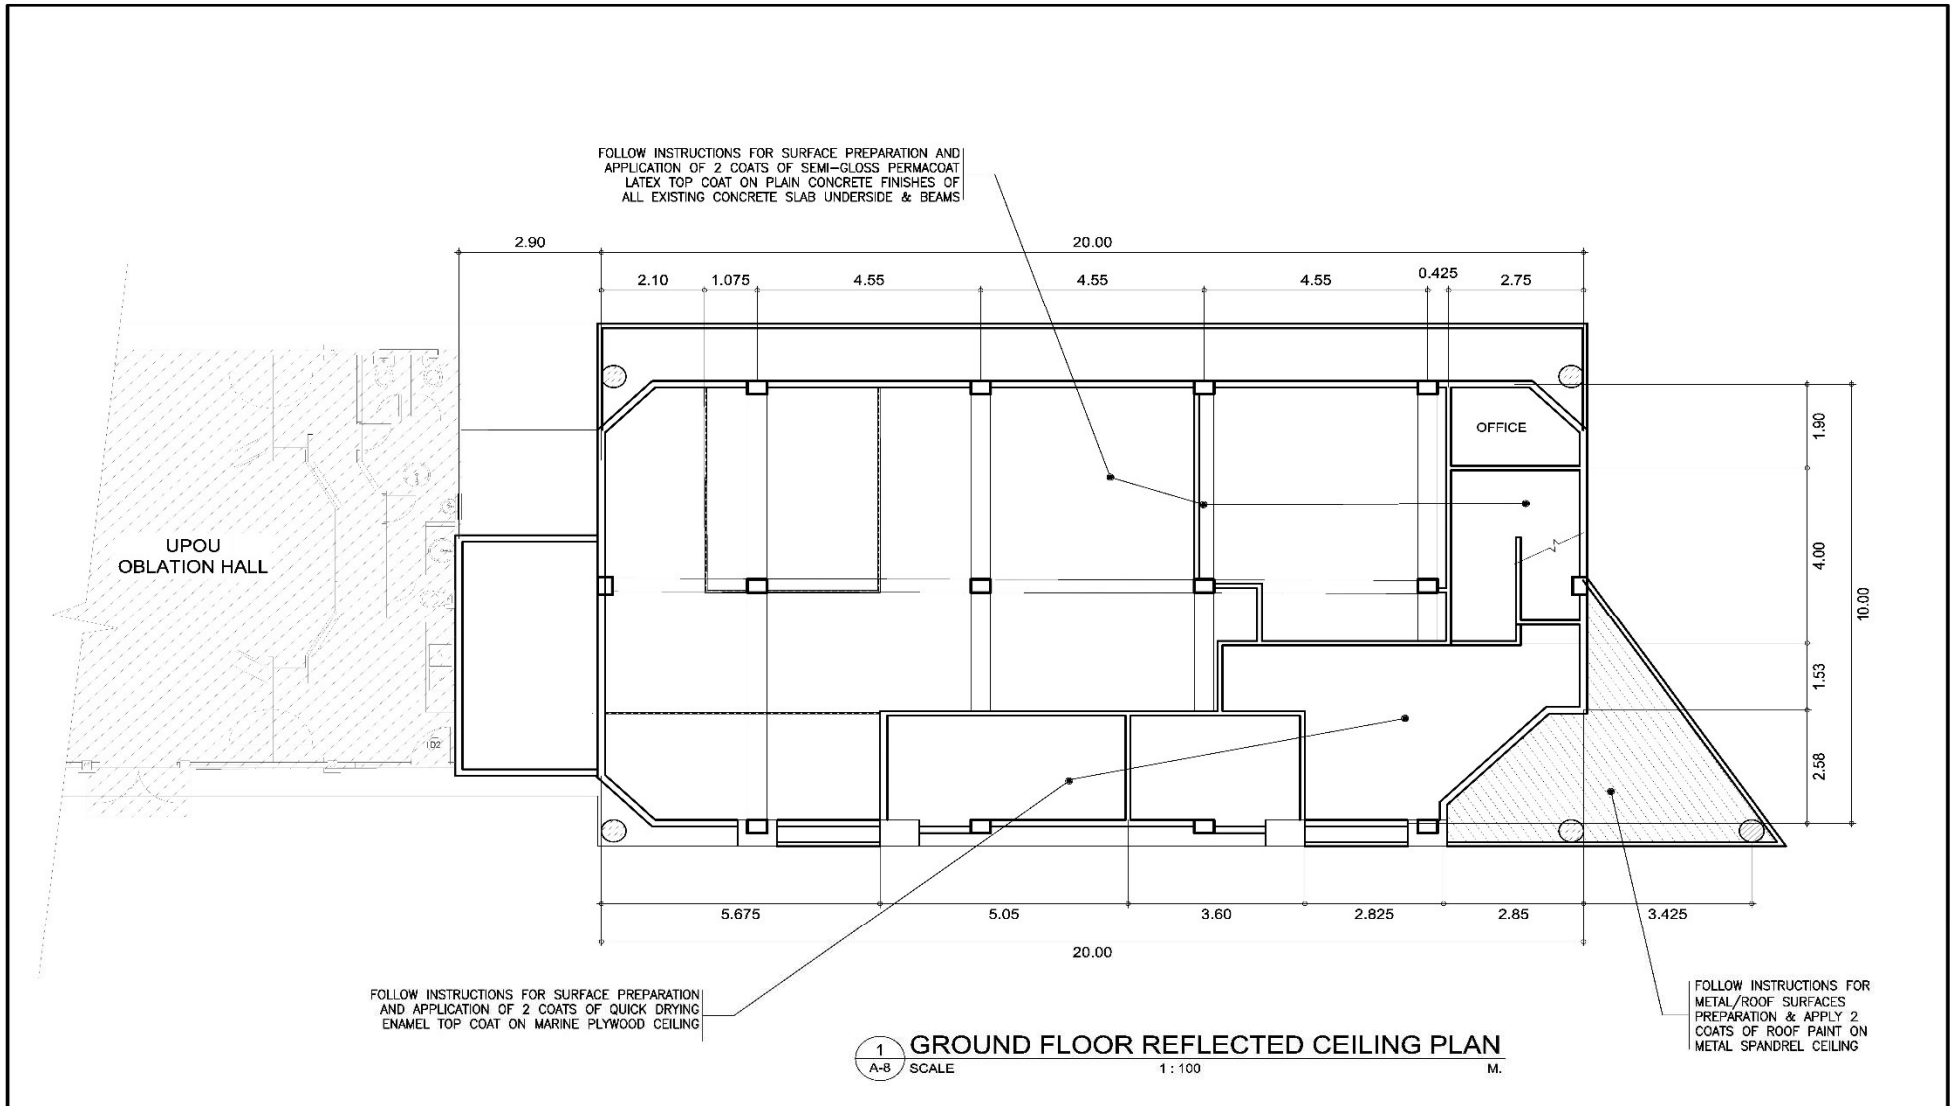 FOLLOW INSTRUCTIONS FOR SURFACE PREPARATION AND
APPLICATION OF 2 COATS OF SEMI-GLOSS PERMACOAT
LATEX TOP COAT ON PLAIN CONCRETE FINISHES OF
ALL EXISTING CONCRETE SLAB UNDERSIDE & BEAMS
2.90
20.00
2.10
1.075
4.55
4.55
4.55
0.425
2.75
OFFICE
1.90
4.00
10.00
1.53
2.58
UPOU
OBLATION HALL
5.675
5.05
3.60
2.825
2.85
3.425
20.00
FOLLOW INSTRUCTIONS FOR SURFACE PREPARATION
AND APPLICATION OF 2 COATS OF QUICK DRYING
ENAMEL TOP COAT ON MARINE PLYWOOD CEILING
FOLLOW INSTRUCTIONS FOR
METAL/ROOF SURFACES
PREPARATION & APPLY 2
COATS OF ROOF PAINT ON
METAL SPANDREL CEILING
1
A-8
GROUND FLOOR REFLECTED CEILING PLAN
SCALE 1 : 100 M.